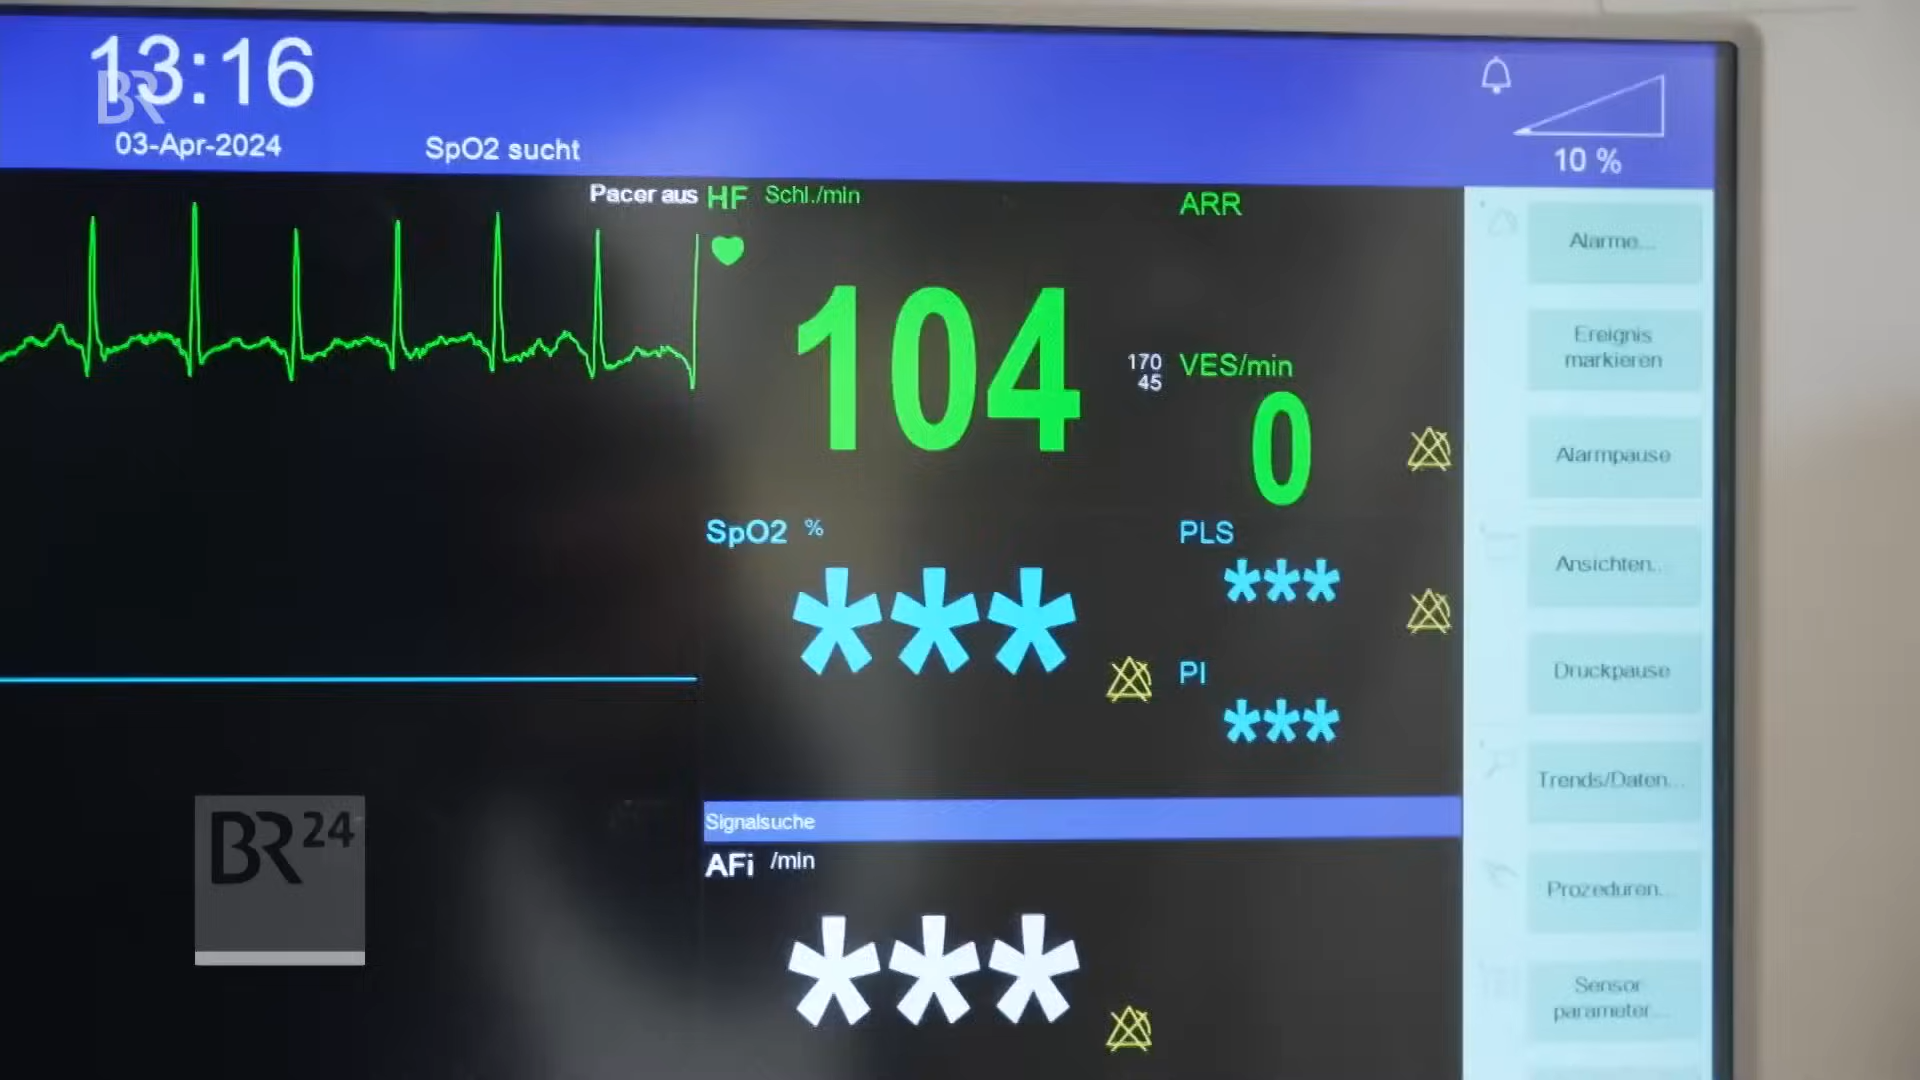 13:16
BR
03-Apr-2024
SpO2 sucht
10 %
Pacer aus
HF Schl./min
ARR
104
170
45
VES/min
0
SpO2 %
***
PLS
***
PI
***
Signalsuche
AFi /min
***
Alarme...
Ereignis
markieren
Alarmpause
Ansichten...
Druckpause
Trends/Daten...
Prozeduren...
Sensor
parameter...
BR24